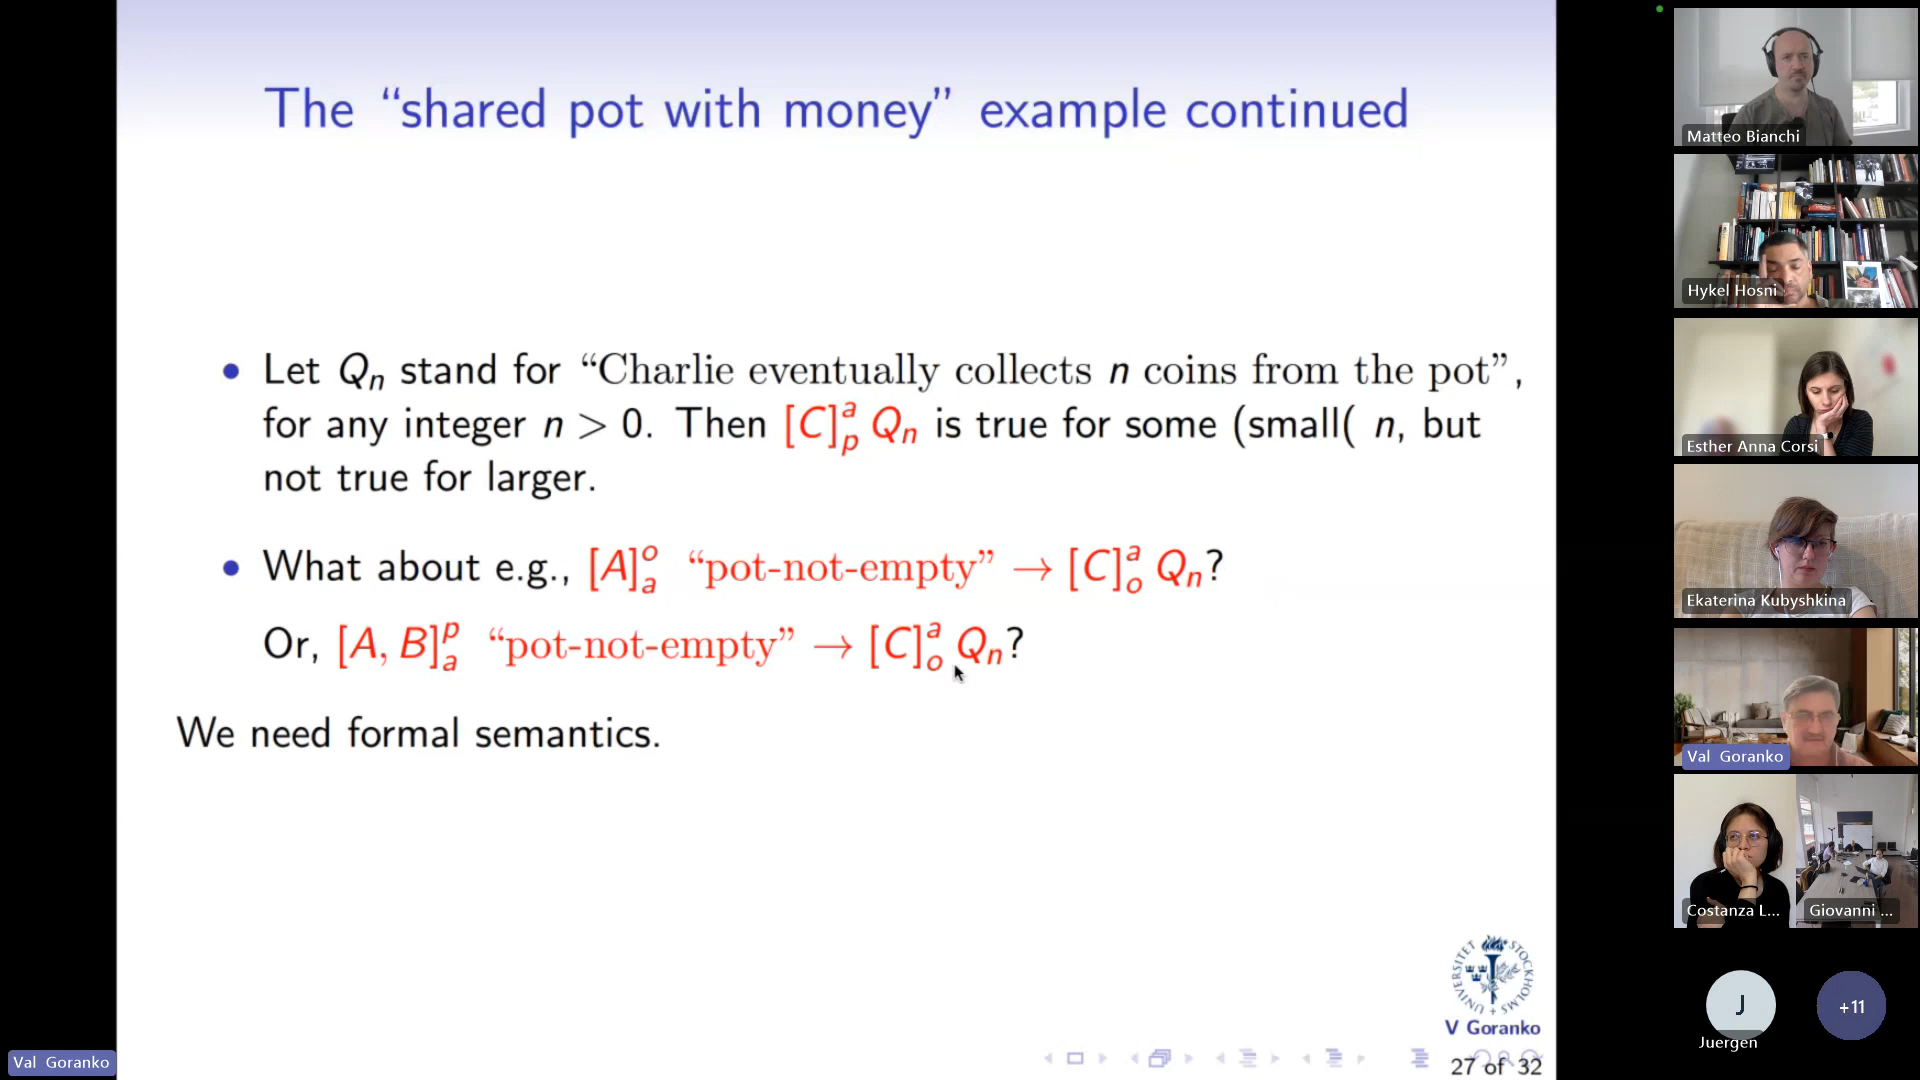 The “shared pot with money” example continued
• Let Qn stand for “Charlie eventually collects n coins from the pot”,
for any integer n > 0. Then [C]ᵃₚ Qn is true for some (small( n, but
not true for larger.
• What about e.g., [A]ᵒₐ “pot-not-empty” → [C]ᵃₒ Qn?
Or, [A, B]ᵖₐ “pot-not-empty” → [C]ᵃₒ Qn?
We need formal semantics.
UNIVERSITET STOCKHOLMS
V Goranko
27 of 32
Val Goranko
Matteo Bianchi
Hykel Hosni
Esther Anna Corsi
Ekaterina Kubyshkina
Val Goranko
Costanza L...
Giovanni ...
J
Juergen
+11